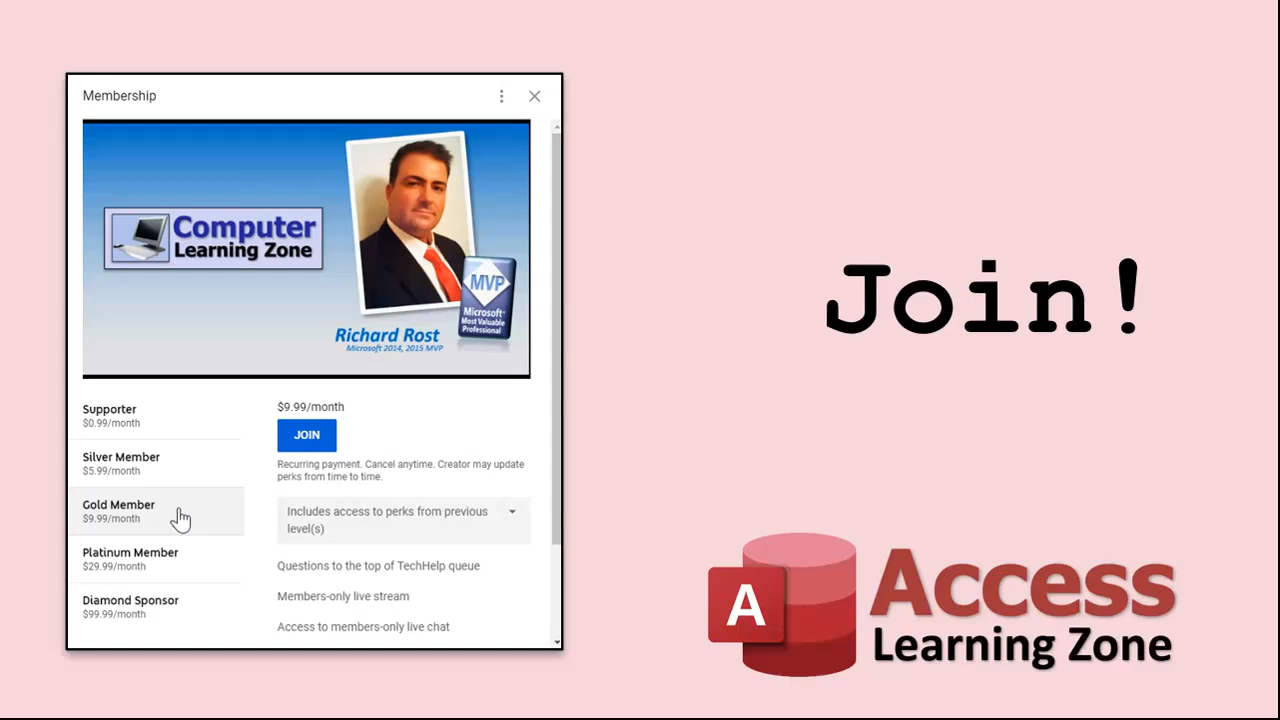 Membership
Computer
Learning Zone
MVP
Microsoft®
Most Valuable
Professional
Richard Rost
Microsoft 2014, 2015 MVP
Supporter
$0.99/month
Silver Member
$5.99/month
Gold Member
$9.99/month
Platinum Member
$29.99/month
Diamond Sponsor
$99.99/month
$9.99/month
JOIN
Recurring payment. Cancel anytime. Creator may update
perks from time to time.
Includes access to perks from previous
level(s)
Questions to the top of TechHelp queue
Members-only live stream
Access to members-only live chat
Join!
A
Access
Learning Zone